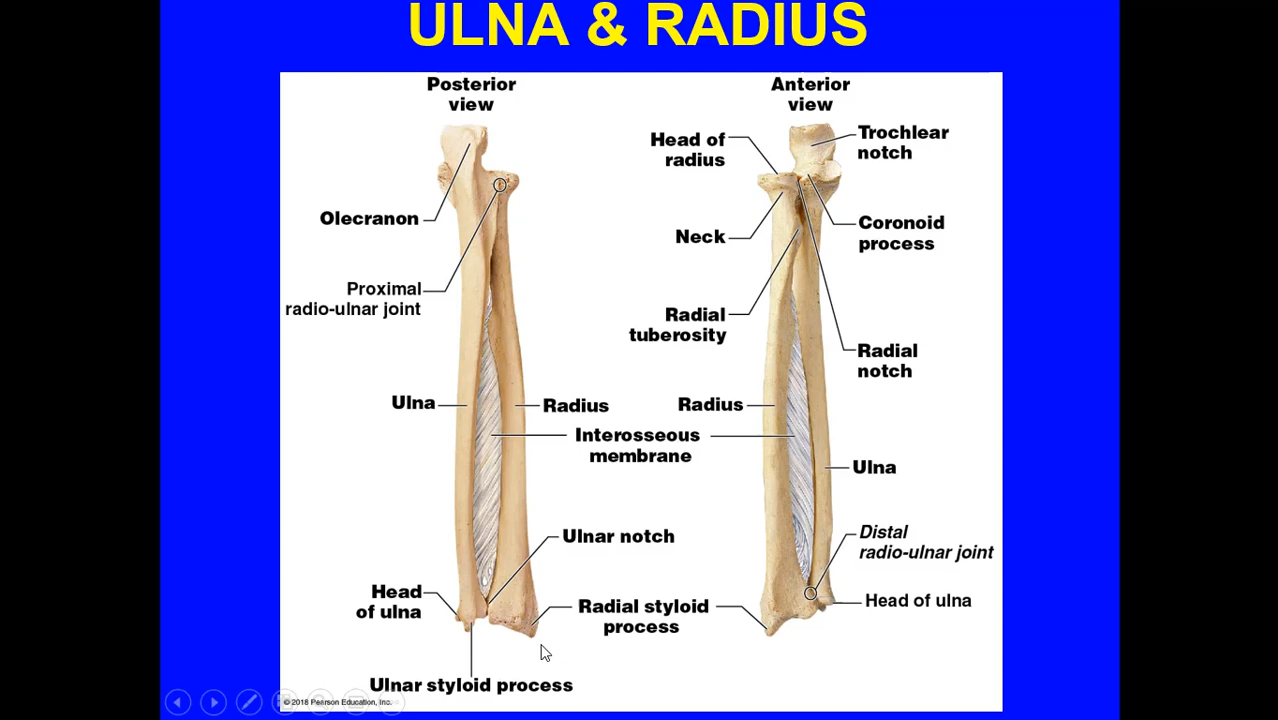 ULNA & RADIUS
Posterior
view
Anterior
view
Head of
radius
Trochlear
notch
Olecranon
Neck
Coronoid
process
Proximal
radio-ulnar joint
Radial
tuberosity
Radial
notch
Ulna
Radius
Radius
Interosseous
membrane
Ulna
Ulnar notch
Distal
radio-ulnar joint
Head
of ulna
Radial styloid
process
Head of ulna
Ulnar styloid process
© 2018 Pearson Education, Inc.